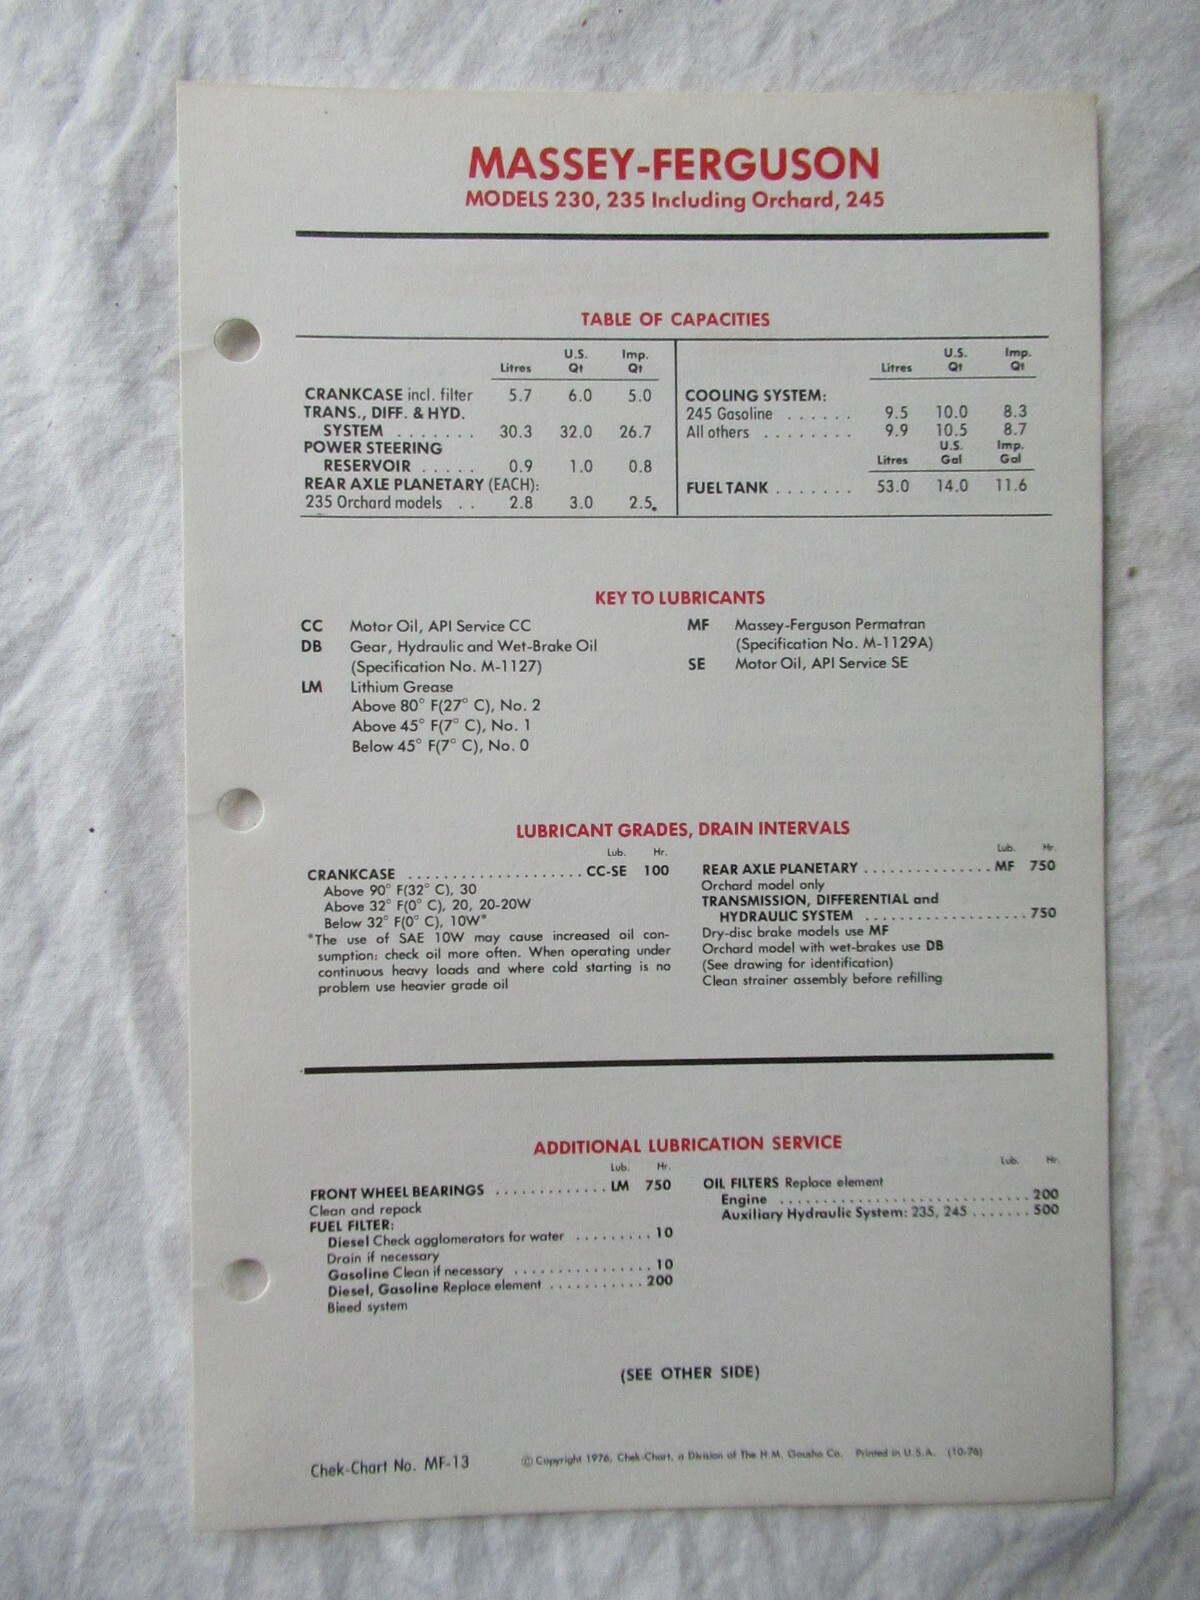 MASSEY-FERGUSON
MODELS 230, 235 Including Orchard, 245
TABLE OF CAPACITIES
Litres U.S. Qt Imp. Qt
CRANKCASE incl. filter 5.7 6.0 5.0
TRANS., DIFF. & HYD.
SYSTEM . . . . . . . 30.3 32.0 26.7
POWER STEERING
RESERVOIR . . . . . 0.9 1.0 0.8
REAR AXLE PLANETARY (EACH):
235 Orchard models . . 2.8 3.0 2.5
Litres U.S. Qt Imp. Qt
COOLING SYSTEM:
245 Gasoline . . . . . . 9.5 10.0 8.3
All others . . . . . . . . 9.9 10.5 8.7
Litres U.S. Gal Imp. Gal
FUEL TANK . . . . . . . 53.0 14.0 11.6
KEY TO LUBRICANTS
CC Motor Oil, API Service CC
DB Gear, Hydraulic and Wet-Brake Oil
(Specification No. M-1127)
LM Lithium Grease
Above 80° F(27° C), No. 2
Above 45° F(7° C), No. 1
Below 45° F(7° C), No. 0
MF Massey-Ferguson Permatran
(Specification No. M-1129A)
SE Motor Oil, API Service SE
LUBRICANT GRADES, DRAIN INTERVALS
Lub. Hr.
CRANKCASE . . . . . . . . . . . . . . . . . . . . CC-SE 100
Above 90° F(32° C), 30
Above 32° F(0° C), 20, 20-20W
Below 32° F(0° C), 10W*
*The use of SAE 10W may cause increased oil con-
sumption: check oil more often. When operating under
continuous heavy loads and where cold starting is no
problem use heavier grade oil
Lub. Hr.
REAR AXLE PLANETARY . . . . . . . . . . . . . . . MF 750
Orchard model only
TRANSMISSION, DIFFERENTIAL and
HYDRAULIC SYSTEM . . . . . . . . . . . . . . . . . . . 750
Dry-disc brake models use MF
Orchard model with wet-brakes use DB
(See drawing for identification)
Clean strainer assembly before refilling
ADDITIONAL LUBRICATION SERVICE
Lub. Hr.
FRONT WHEEL BEARINGS . . . . . . . . . . . . . LM 750
Clean and repack
FUEL FILTER:
Diesel Check agglomerators for water . . . . . . . . . 10
Drain if necessary
Gasoline Clean if necessary . . . . . . . . . . . . . . . . 10
Diesel, Gasoline Replace element . . . . . . . . . . . 200
Bleed system
Lub. Hr.
OIL FILTERS Replace element
Engine . . . . . . . . . . . . . . . . . . . . . . . . . . . . 200
Auxiliary Hydraulic System: 235, 245 . . . . . . . 500
(SEE OTHER SIDE)
Chek-Chart No. MF-13
© Copyright 1976, Chek-Chart, a Division of The H.M. Gousha Co. Printed in U.S.A. (10-76)